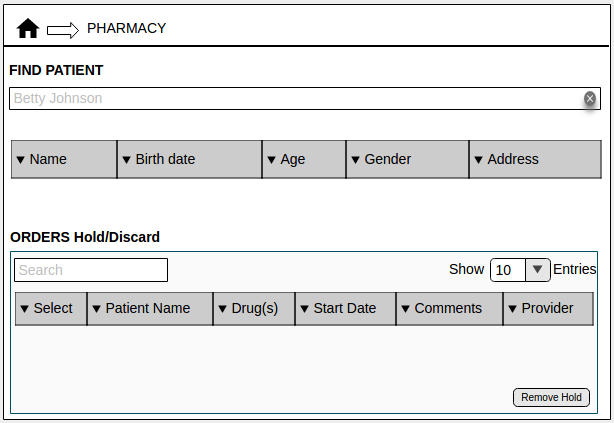 PHARMACY
FIND PATIENT
Betty Johnson
Name Birth date Age Gender Address
ORDERS Hold/Discard
Search Show 10 Entries
Select Patient Name Drug(s) Start Date Comments Provider
Remove Hold